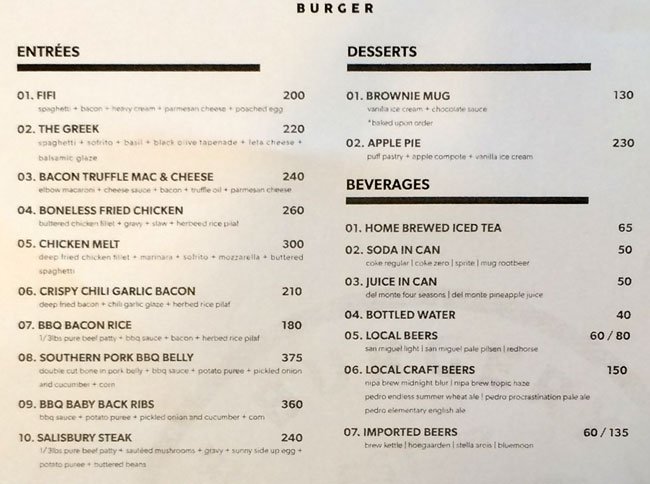 BURGER
ENTRÉES
01. FIFI 200
spaghetti + bacon + heavy cream + parmesan cheese + poached egg
02. THE GREEK 220
spaghetti + sofrito + basil + black olive tapenade + feta cheese +
balsamic glaze
03. BACON TRUFFLE MAC & CHEESE 240
elbow macaroni + cheese sauce + bacon + truffle oil + parmesan cheese
04. BONELESS FRIED CHICKEN 260
buttered chicken fillet + gravy + slaw + herbeed rice pilaf
05. CHICKEN MELT 300
deep fried chicken fillet + marinara + sofrito + mozzarella + buttered
spaghetti
06. CRISPY CHILI GARLIC BACON 210
deep fried bacon + chili garlic glaze + herbed rice pilaf
07. BBQ BACON RICE 180
1/3lbs pure beef patty + bbq sauce + bacon + herbed rice pilaf
08. SOUTHERN PORK BBQ BELLY 375
double cut bone in pork belly + bbq sauce + potato puree + pickled onion
and cucumber + corn
09. BBQ BABY BACK RIBS 360
bbq sauce + potato puree + pickled onion and cucumber + corn
10. SALISBURY STEAK 240
1/3lbs pure beef patty + sautéed mushrooms + gravy + sunny side up egg +
potato puree + buttered beans
DESSERTS
01. BROWNIE MUG 130
vanilla ice cream + chocolate sauce
*baked upon order
02. APPLE PIE 230
puff pastry + apple compote + vanilla ice cream
BEVERAGES
01. HOME BREWED ICED TEA 65
02. SODA IN CAN 50
coke regular | coke zero | sprite | mug rootbeer
03. JUICE IN CAN 50
del monte four seasons | del monte pineapple juice
04. BOTTLED WATER 40
05. LOCAL BEERS 60 / 80
san miguel light | san miguel pale pilsen | redhorse
06. LOCAL CRAFT BEERS 150
nipa brew midnight blur | nipa brew tropic haze
pedro endless summer wheat ale | pedro procrastination pale ale
pedro elementary english ale
07. IMPORTED BEERS 60 / 135
brew kettle | hoegaarden | stella arois | bluemoon